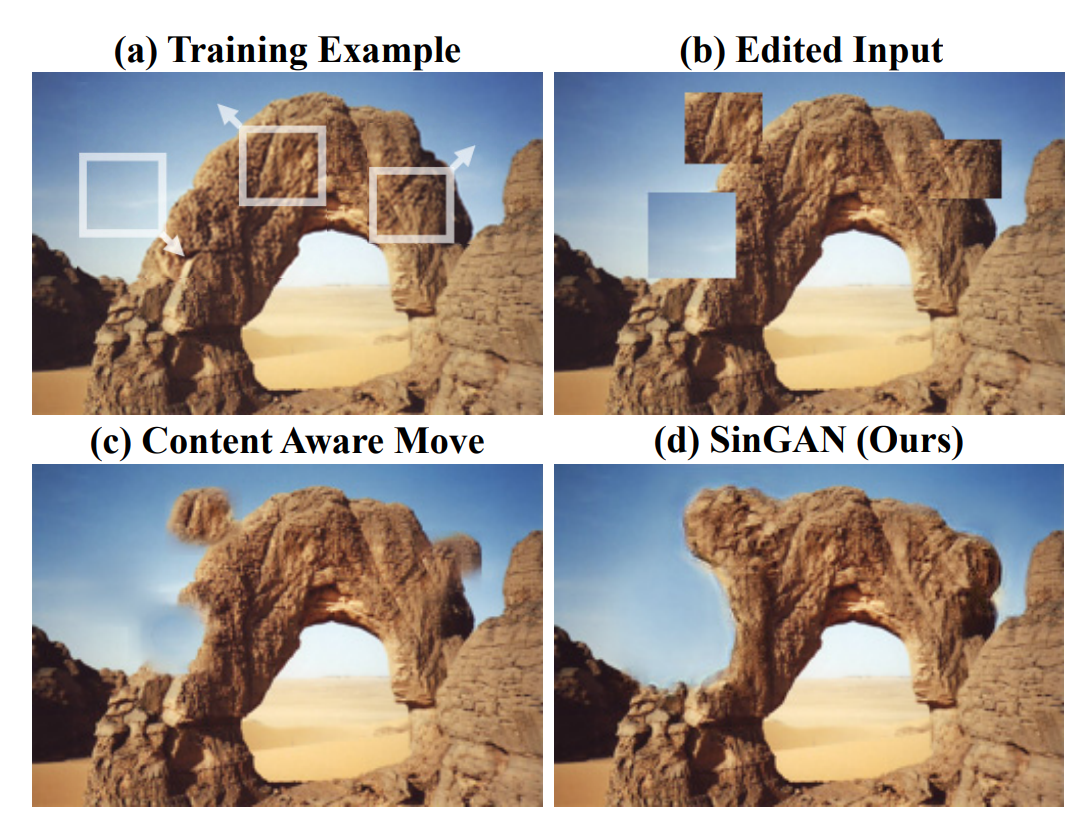 (a) Training Example
(b) Edited Input
(c) Content Aware Move
(d) SinGAN (Ours)